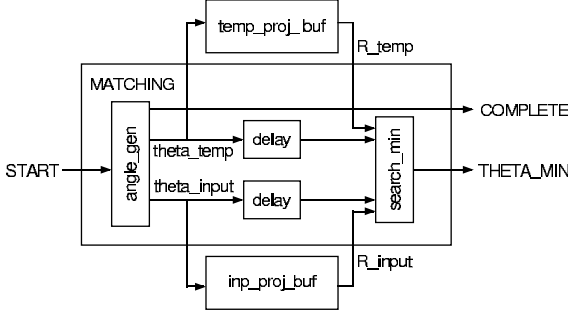 temp_proj_buf
R_temp
MATCHING
COMPLETE
angle_gen
theta_temp
delay
search_min
START
THETA_MIN
theta_input
delay
R_input
inp_proj_buf